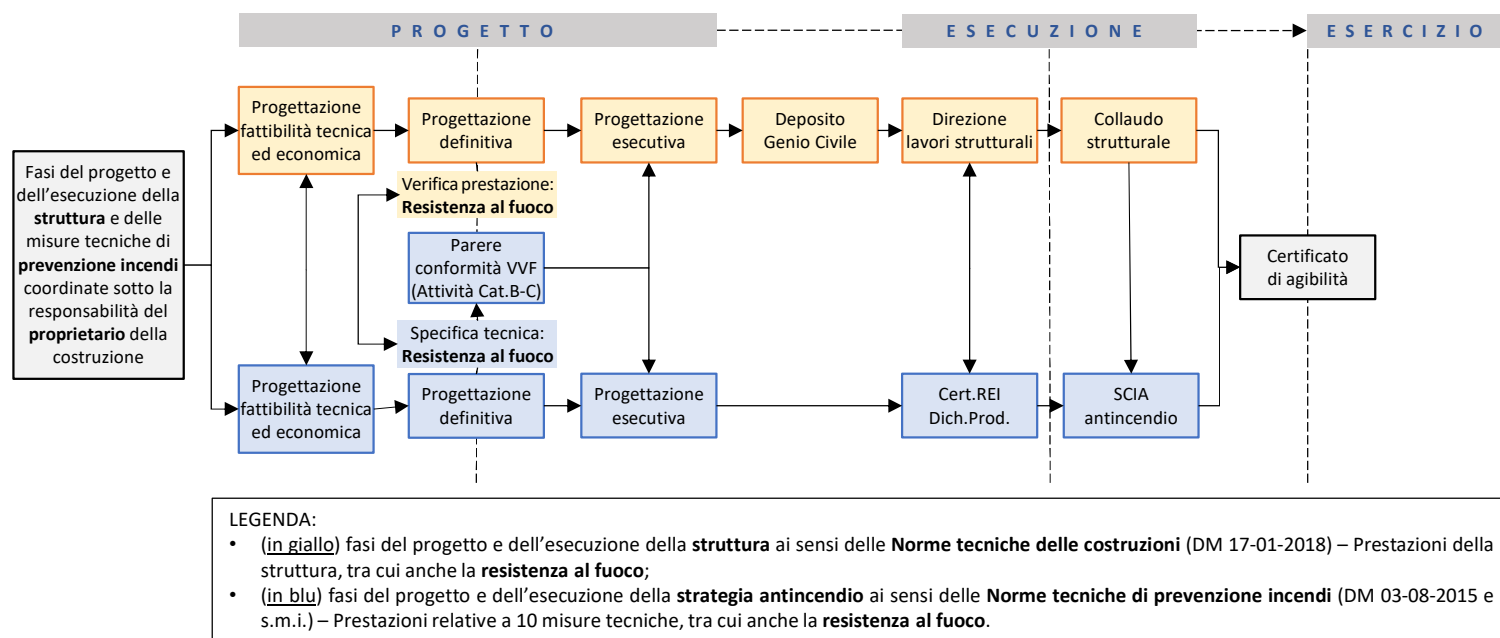 PROGETTO
ESECUZIONE
ESERCIZIO
Fasi del progetto e
dell'esecuzione della
struttura e delle
misure tecniche di
prevenzione incendi
coordinate sotto la
responsabilità del
proprietario della
costruzione
Progettazione
fattibilità tecnica
ed economica
Progettazione
definitiva
Progettazione
esecutiva
Deposito
Genio Civile
Direzione
lavori strutturali
Collaudo
strutturale
Verifica prestazione:
Resistenza al fuoco
Parere
conformità VVF
(Attività Cat.B-C)
Specifica tecnica:
Resistenza al fuoco
Certificato
di agibilità
Progettazione
fattibilità tecnica
ed economica
Progettazione
definitiva
Progettazione
esecutiva
Cert.REI
Dich.Prod.
SCIA
antincendio
LEGENDA:
• (in giallo) fasi del progetto e dell'esecuzione della struttura ai sensi delle Norme tecniche delle costruzioni (DM 17-01-2018) – Prestazioni della
struttura, tra cui anche la resistenza al fuoco;
• (in blu) fasi del progetto e dell'esecuzione della strategia antincendio ai sensi delle Norme tecniche di prevenzione incendi (DM 03-08-2015 e
s.m.i.) – Prestazioni relative a 10 misure tecniche, tra cui anche la resistenza al fuoco.